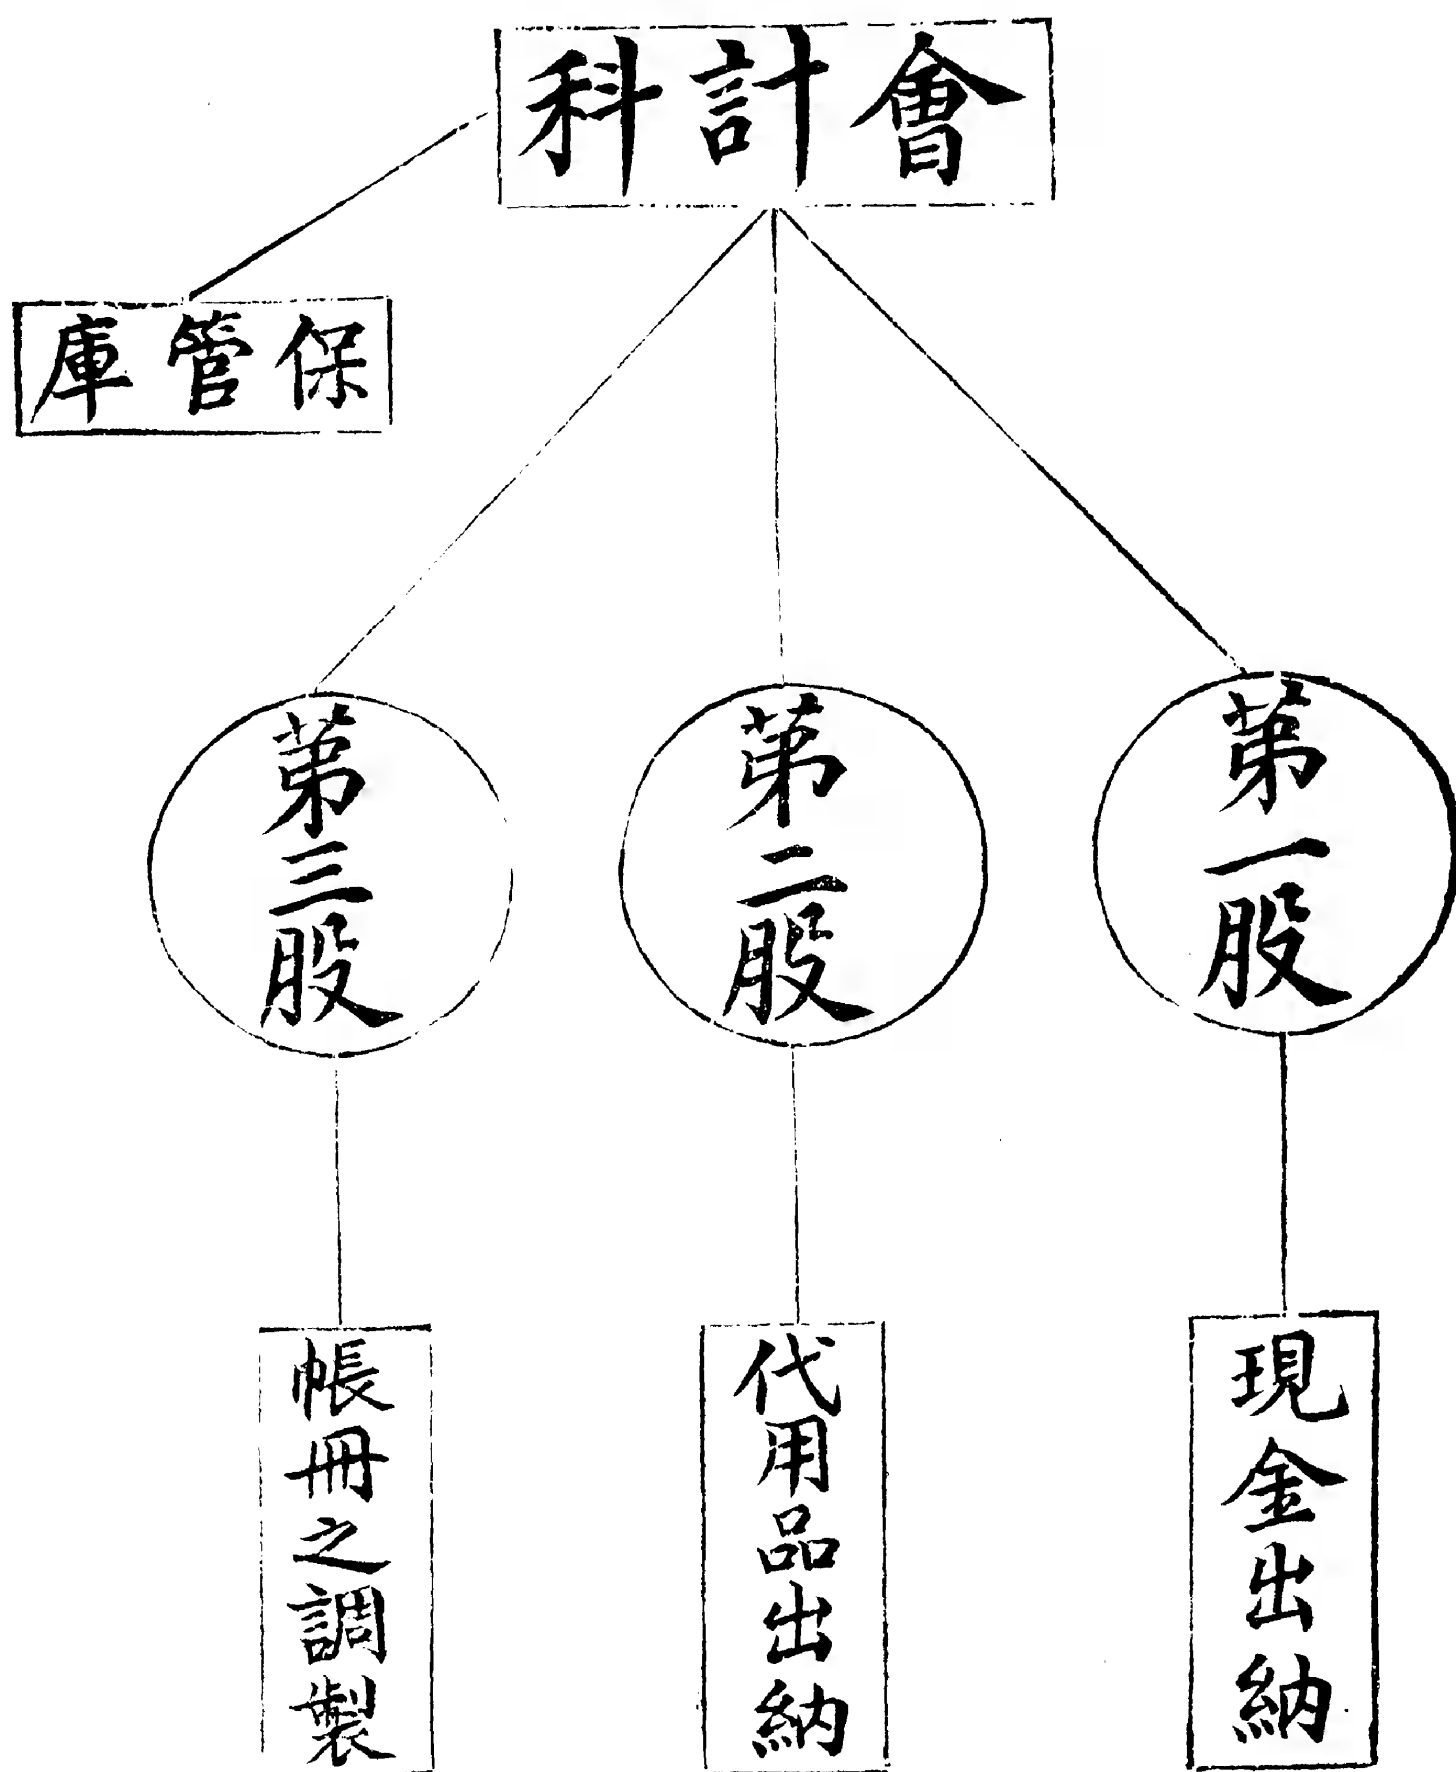 會計科
保管庫
第一股
第二股
第三股
現金出納
代用品出納
帳冊之調製